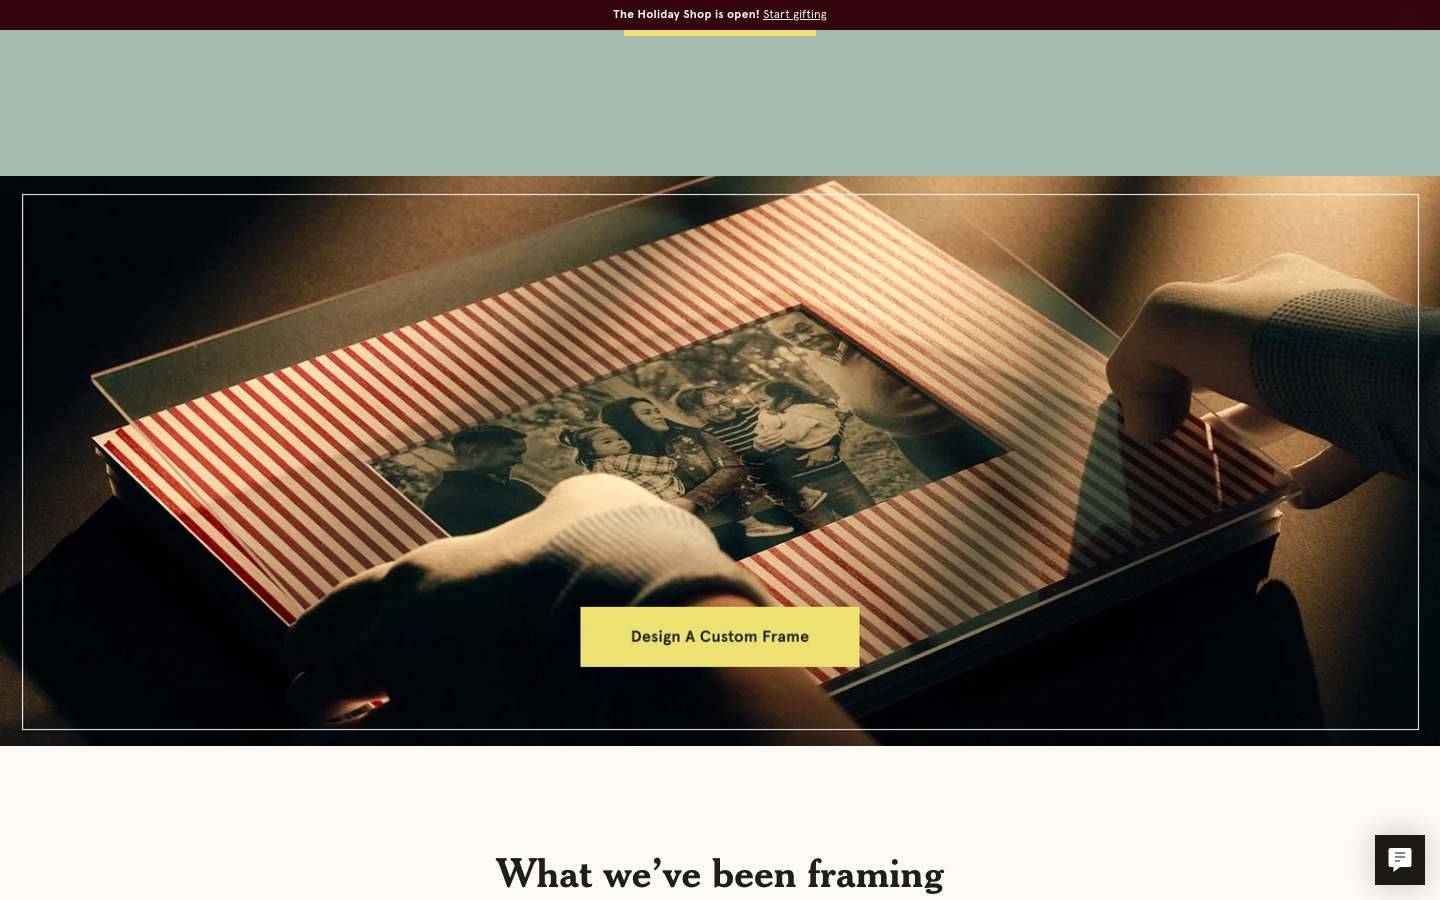 The Holiday Shop is open! Start gifting
Design A Custom Frame
What we’ve been framing